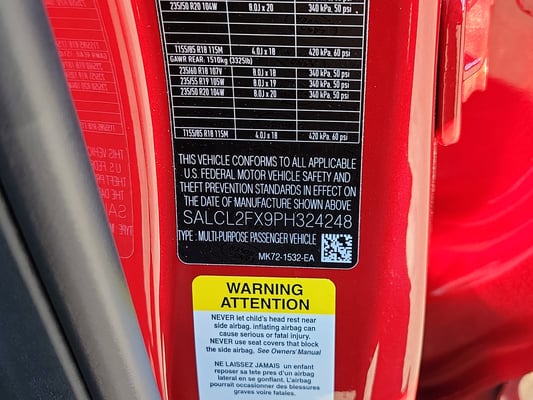 235/50 R20 104W 8.0J x 20 340 kPa, 50 psi
T155/85 R18 115M 4.0J x 18 420 kPa, 60 psi
GAWR REAR: 1510kg (3325lb)
235/60 R18 107V 8.0J x 18 340 kPa, 50 psi
235/55 R19 105W 8.0J x 19 340 kPa, 50 psi
235/50 R20 104W 8.0J x 20 340 kPa, 50 psi
T155/85 R18 115M 4.0J x 18 420 kPa, 60 psi
THIS VEHICLE CONFORMS TO ALL APPLICABLE
U.S. FEDERAL MOTOR VEHICLE SAFETY AND
THEFT PREVENTION STANDARDS IN EFFECT ON
THE DATE OF MANUFACTURE SHOWN ABOVE
SALCL2FX9PH324248
TYPE : MULTI-PURPOSE PASSENGER VEHICLE
MK72-1532-EA
WARNING
ATTENTION
NEVER let child's head rest near
side airbag. inflating airbag can
cause serious or fatal injury.
NEVER use seat covers that block
the side airbag, See Owners' Manual
NE LAISSEZ JAMAIS un enfant
reposer sa tete pres d'un airbag
lateral en se gonflant. L'airbag
pourrait occasionner des blessures
graves voire fatales.